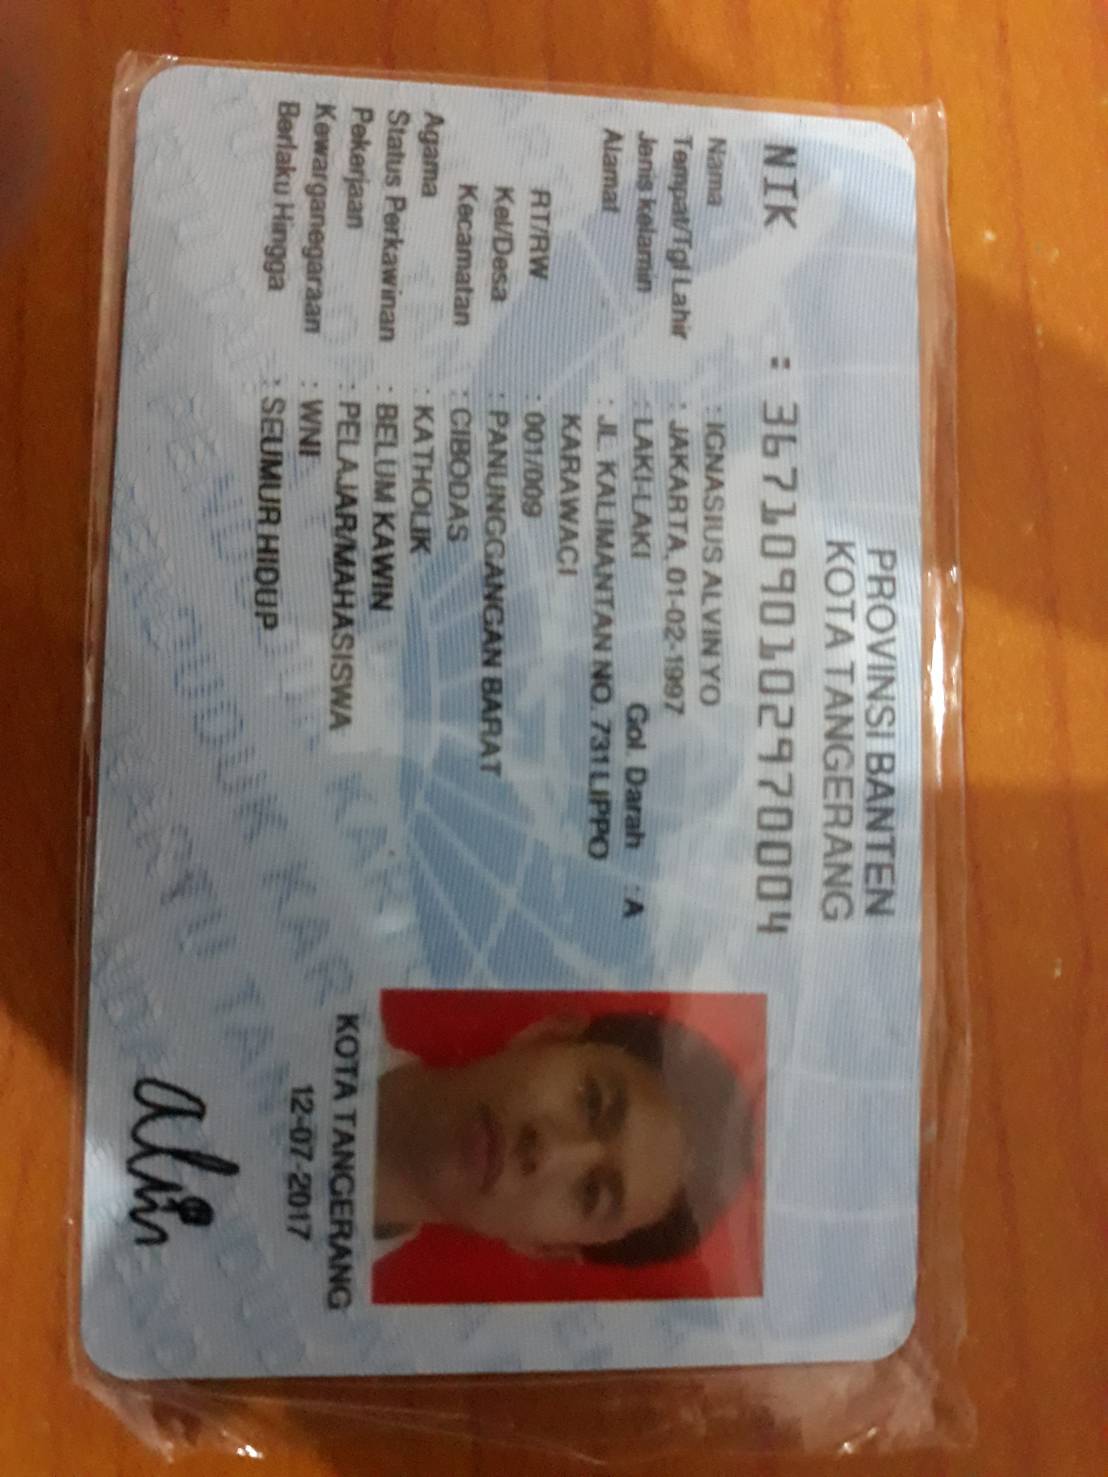 PROVINSI BANTEN
KOTA TANGERANG
NIK : 3671090102970004
Nama : IGNASIUS ALVIN YO
Tempat/Tgl Lahir : JAKARTA, 01-02-1997
Jenis kelamin : LAKI-LAKI Gol. Darah : A
Alamat : JL. KALIMANTAN NO. 731 LIPPO
KARAWACI
RT/RW : 001/009
Kel/Desa : PANUNGGANGAN BARAT
Kecamatan : CIBODAS
Agama : KATHOLIK
Status Perkawinan : BELUM KAWIN
Pekerjaan : PELAJAR/MAHASISWA
Kewarganegaraan : WNI
Berlaku Hingga : SEUMUR HIDUP
KOTA TANGERANG
12-07-2017